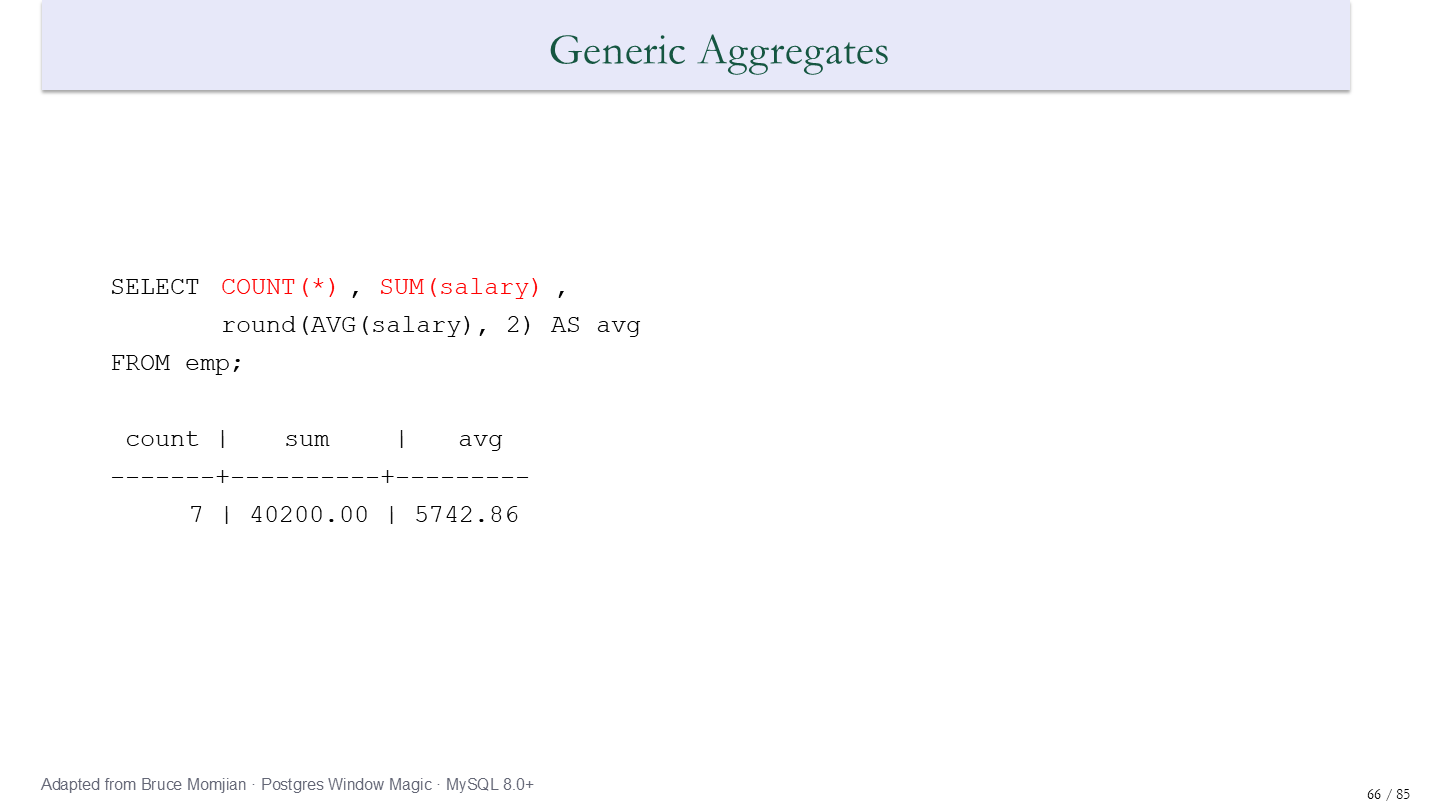 Generic Aggregates
SELECT COUNT(*), SUM(salary),
round(AVG(salary), 2) AS avg
FROM emp;
count | sum | avg
-------+----------+---------
7 | 40200.00 | 5742.86
Adapted from Bruce Momjian · Postgres Window Magic · MySQL 8.0+
66 / 85